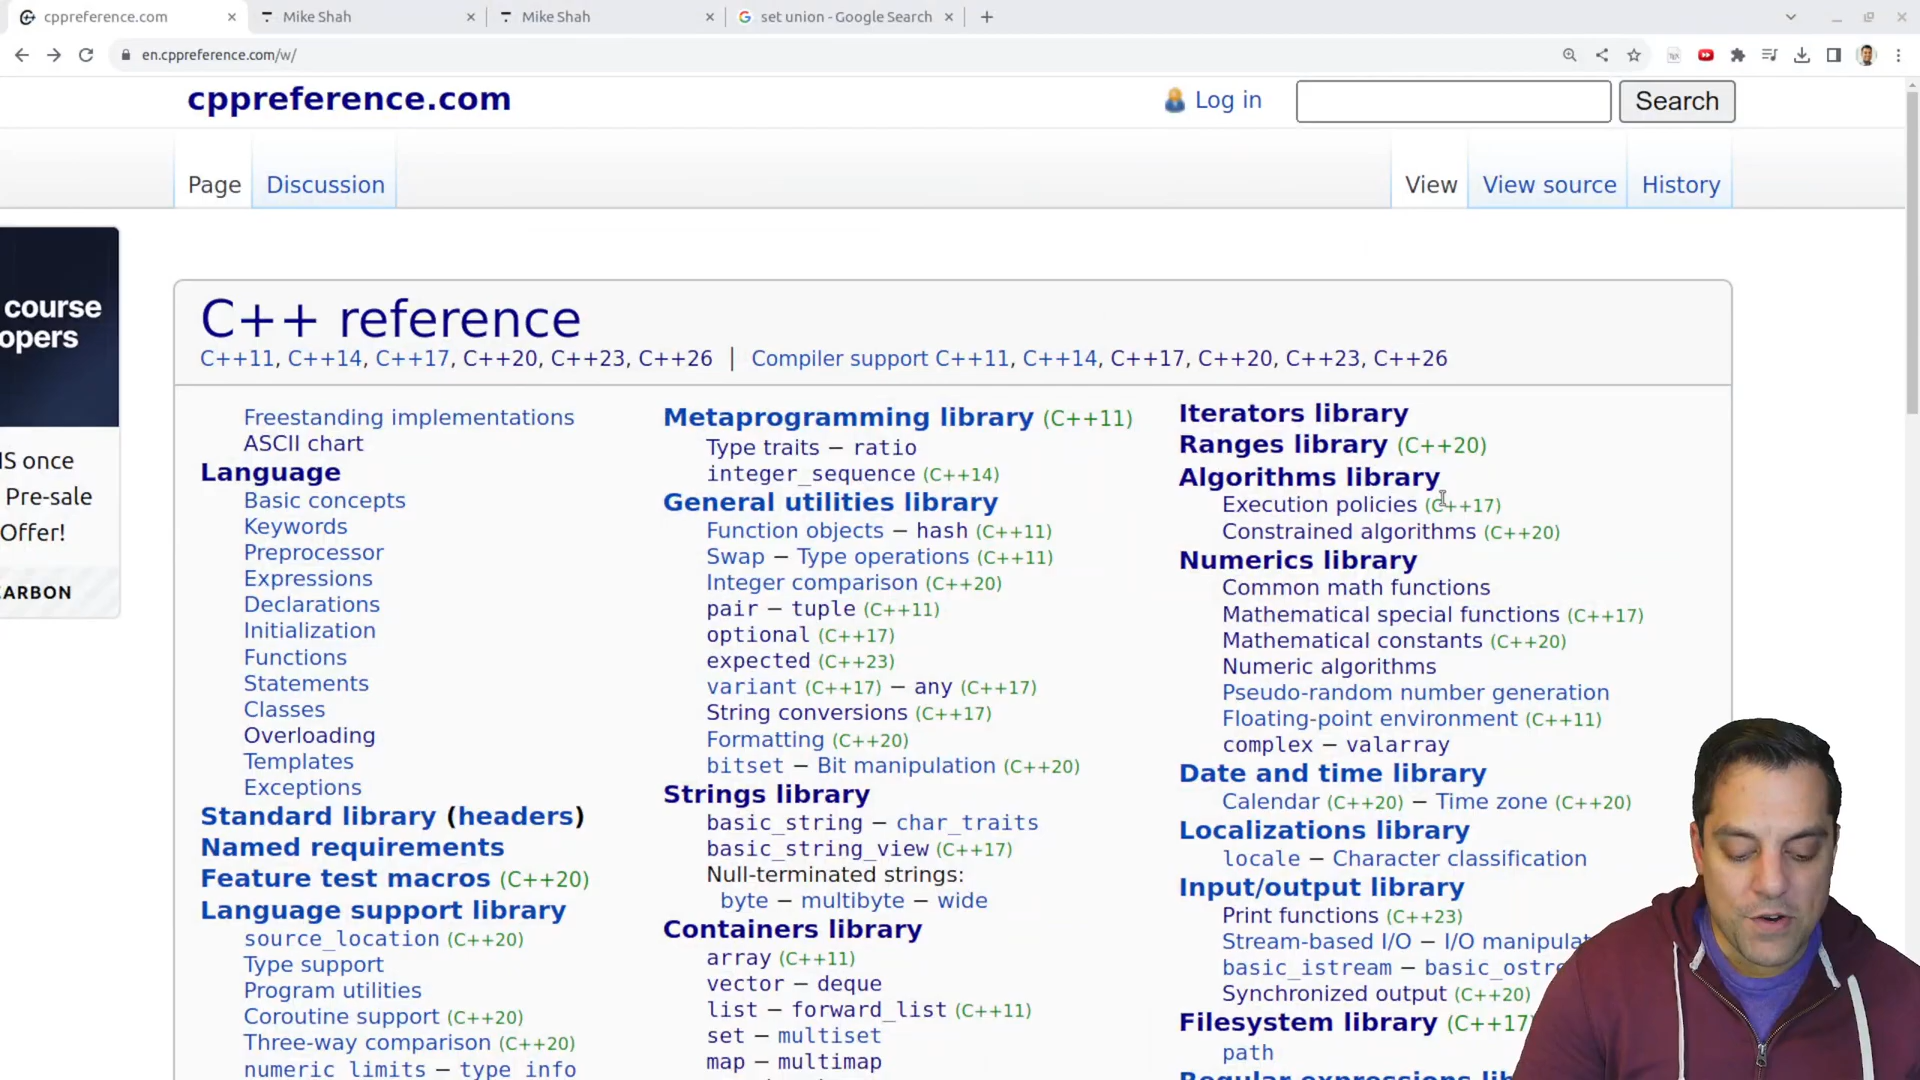 cppreference.com
Mike Shah
Mike Shah
set union - Google Search
en.cppreference.com/w/
cppreference.com
Log in
Search
Page
Discussion
View
View source
History
course
opers
S once
Pre-sale
Offer!
ARBON
C++ reference
C++11, C++14, C++17, C++20, C++23, C++26 | Compiler support C++11, C++14, C++17, C++20, C++23, C++26
Freestanding implementations
ASCII chart
Language
Basic concepts
Keywords
Preprocessor
Expressions
Declarations
Initialization
Functions
Statements
Classes
Overloading
Templates
Exceptions
Standard library (headers)
Named requirements
Feature test macros (C++20)
Language support library
source_location (C++20)
Type support
Program utilities
Coroutine support (C++20)
Three-way comparison (C++20)
numeric_limits – type_info
Metaprogramming library (C++11)
Type traits – ratio
integer_sequence (C++14)
General utilities library
Function objects – hash (C++11)
Swap – Type operations (C++11)
Integer comparison (C++20)
pair – tuple (C++11)
optional (C++17)
expected (C++23)
variant (C++17) – any (C++17)
String conversions (C++17)
Formatting (C++20)
bitset – Bit manipulation (C++20)
Strings library
basic_string – char_traits
basic_string_view (C++17)
Null-terminated strings:
byte – multibyte – wide
Containers library
array (C++11)
vector – deque
list – forward_list (C++11)
set – multiset
map – multimap
Iterators library
Ranges library (C++20)
Algorithms library
Execution policies (C++17)
Constrained algorithms (C++20)
Numerics library
Common math functions
Mathematical special functions (C++17)
Mathematical constants (C++20)
Numeric algorithms
Pseudo-random number generation
Floating-point environment (C++11)
complex – valarray
Date and time library
Calendar (C++20) – Time zone (C++20)
Localizations library
locale – Character classification
Input/output library
Print functions (C++23)
Stream-based I/O – I/O manipulat
basic_istream – basic_ostre
Synchronized output (C++20)
Filesystem library (C++17)
path